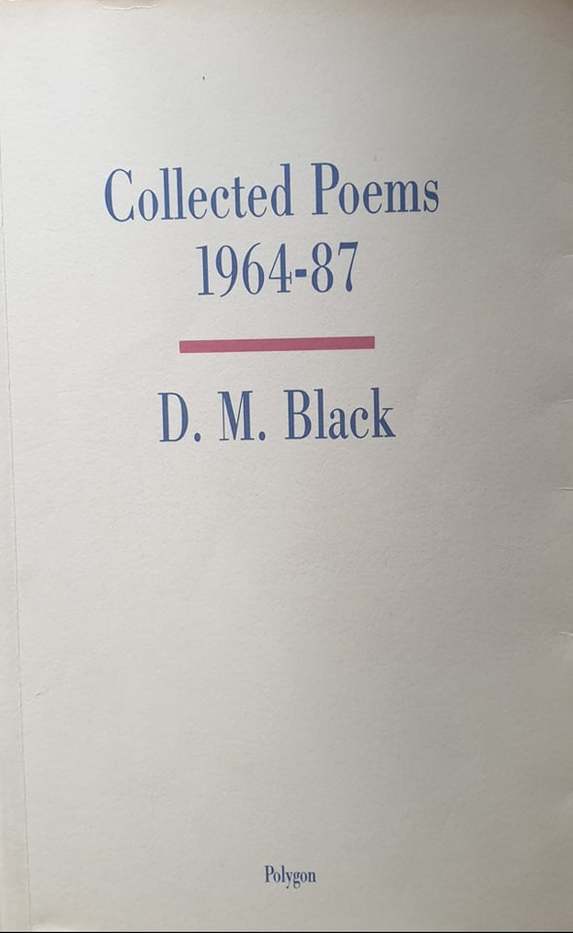 Collected Poems
1964-87
D. M. Black
Polygon